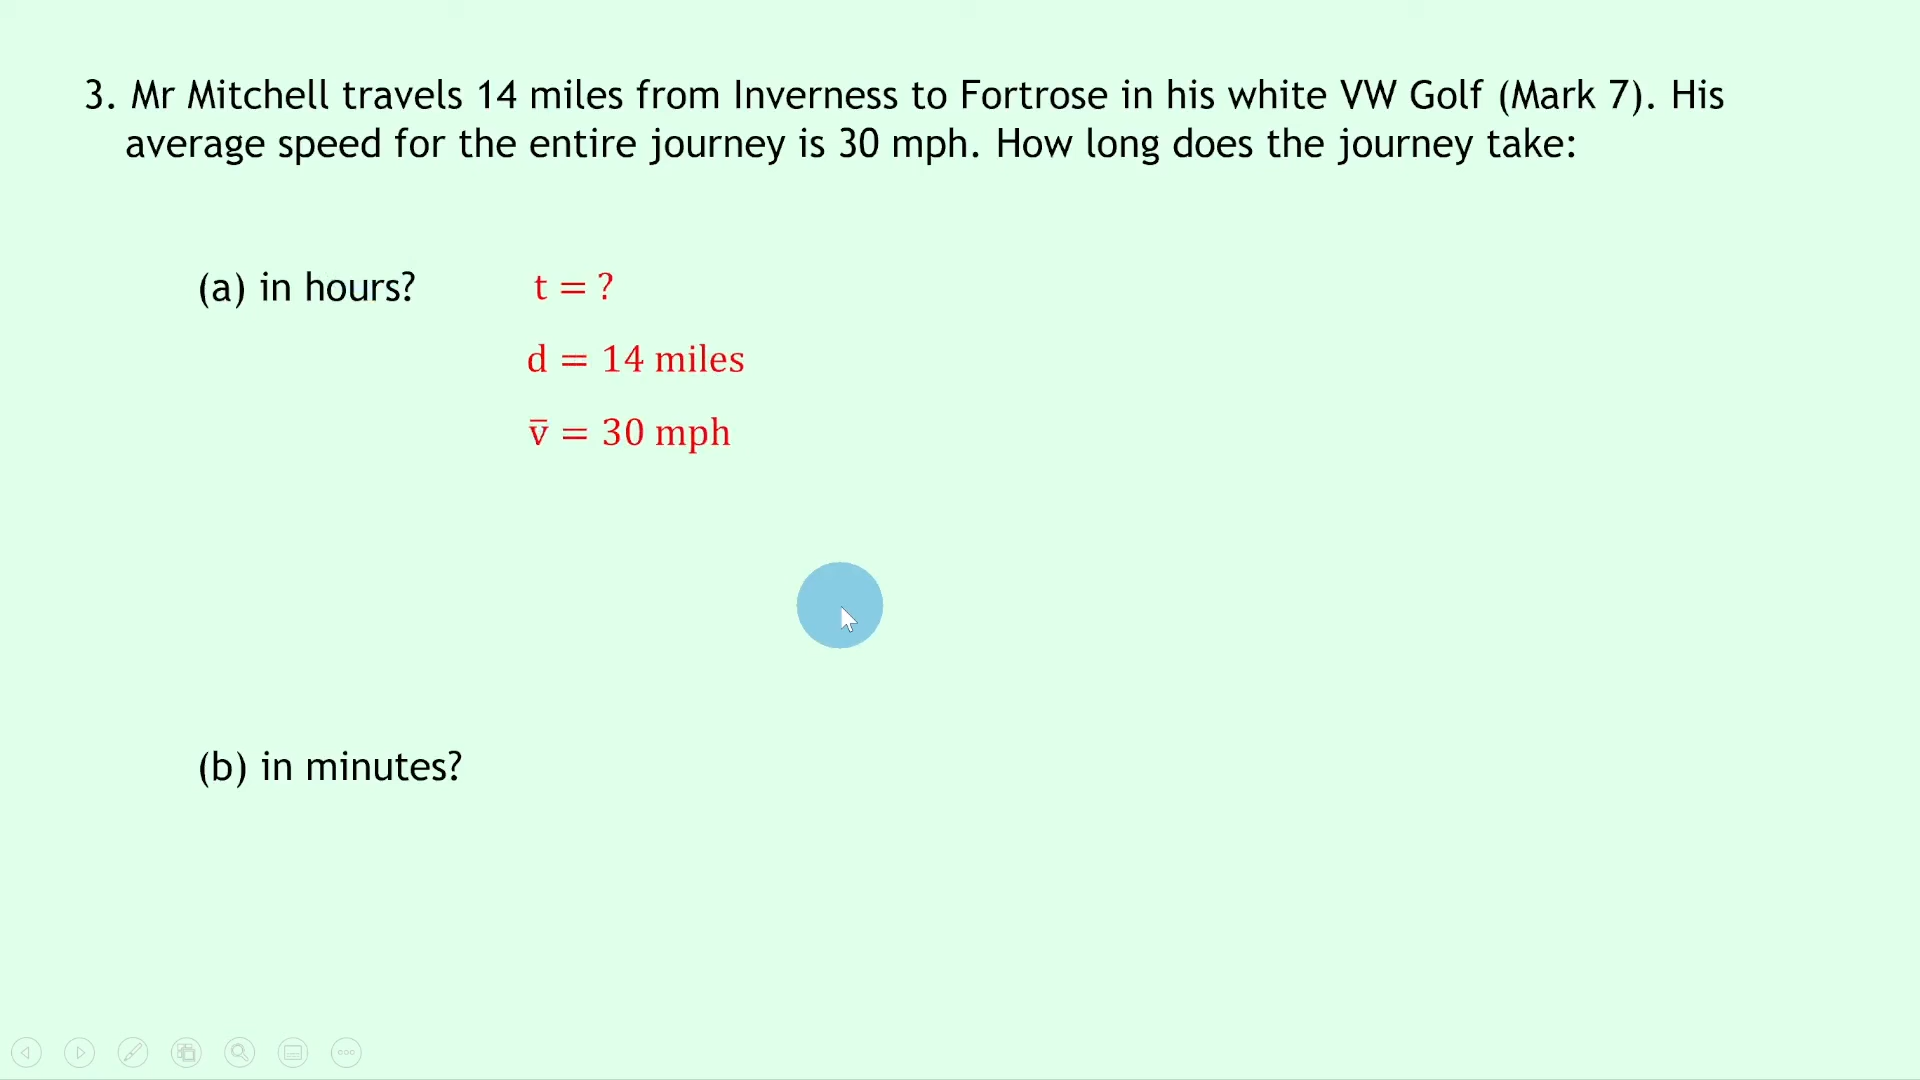 3. Mr Mitchell travels 14 miles from Inverness to Fortrose in his white VW Golf (Mark 7). His
average speed for the entire journey is 30 mph. How long does the journey take:
(a) in hours?
t = ?
d = 14 miles
v̄ = 30 mph
(b) in minutes?